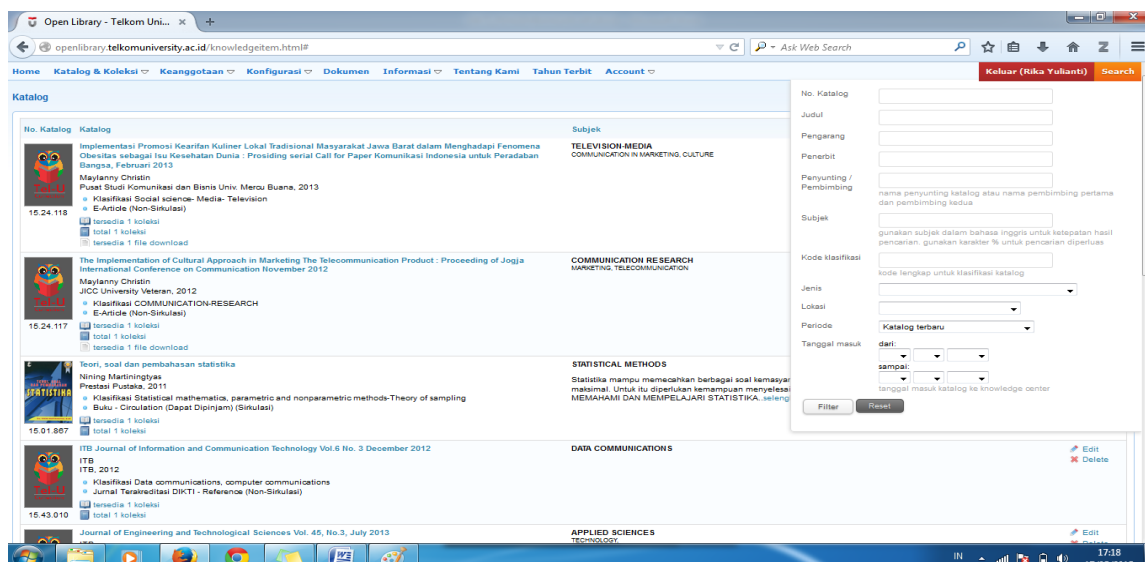 Open Library - Telkom Uni...
openlibrary.telkomuniversity.ac.id/knowledgeitem.html#
Ask Web Search
Home Katalog & Koleksi Keanggotaan Konfigurasi Dokumen Informasi Tentang Kami Tahun Terbit Account
Keluar (Rika Yulianti) Search
Katalog
No. Katalog Katalog Subjek
Implementasi Promosi Kearifan Kuliner Lokal Tradisional Masyarakat Jawa Barat dalam Menghadapi Fenomena
Obesitas sebagai Isu Kesehatan Dunia : Prosiding serial Call for Paper Komunikasi Indonesia untuk Peradaban
Bangsa, Februari 2013
Maylanny Christin
Pusat Studi Komunikasi dan Bisnis Univ. Mercu Buana, 2013
Klasifikasi Social science- Media- Television
E-Article (Non-Sirkulasi)
15.24.118
tersedia 1 koleksi
total 1 koleksi
tersedia 1 file download
TELEVISION-MEDIA
COMMUNICATION IN MARKETING, CULTURE
The Implementation of Cultural Approach in Marketing The Telecommunication Product : Proceeding of Jogja
International Conference on Communication November 2012
Maylanny Christin
JICC University Veteran, 2012
Klasifikasi COMMUNICATION-RESEARCH
E-Article (Non-Sirkulasi)
15.24.117
tersedia 1 koleksi
total 1 koleksi
tersedia 1 file download
COMMUNICATION RESEARCH
MARKETING, TELECOMMUNICATION
Teori, soal dan pembahasan statistika
Nining Martiningtyas
Prestasi Pustaka, 2011
Klasifikasi Statistical mathematics, parametric and nonparametric methods-Theory of sampling
Buku - Circulation (Dapat Dipinjam) (Sirkulasi)
STATISTIKA
15.01.867
tersedia 1 koleksi
total 1 koleksi
STATISTICAL METHODS
Statistika mampu memecahkan berbagai soal kemasyar
maksimal. Untuk itu diperlukan kemampuan menyelesai
MEMAHAMI DAN MEMPELAJARI STATISTIKA..seleng
ITB Journal of Information and Communication Technology Vol.6 No. 3 December 2012
ITB
ITB, 2012
Klasifikasi Data communications, computer communications
Jurnal Terakreditasi DIKTI - Reference (Non-Sirkulasi)
15.43.010
tersedia 1 koleksi
total 1 koleksi
DATA COMMUNICATIONS
Edit
Delete
Journal of Engineering and Technological Sciences Vol. 45, No.3, July 2013
APPLIED SCIENCES
TECHNOLOGY,
Edit
No. Katalog
Judul
Pengarang
Penerbit
Penyunting /
Pembimbing
nama penyunting katalog atau nama pembimbing pertama
dan pembimbing kedua
Subjek
gunakan subjek dalam bahasa inggris untuk ketepatan hasil
pencarian. gunakan karakter % untuk pencarian diperluas
Kode klasifikasi
kode lengkap untuk klasifikasi katalog
Jenis
Lokasi
Periode Katalog terbaru
Tanggal masuk dari:
sampai:
tanggal masuk katalog ke knowledge center
Filter Reset
IN
17:18